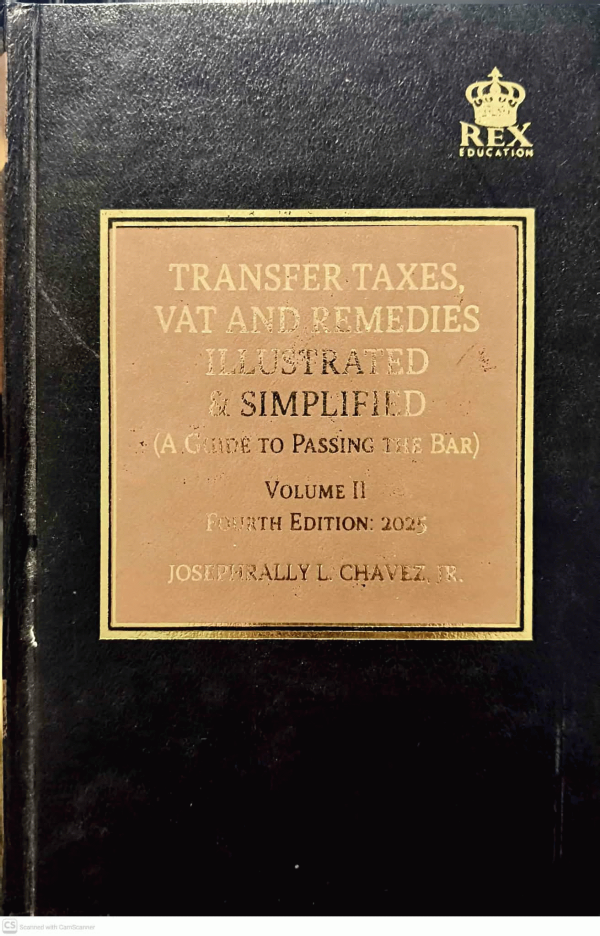 REX
EDUCATION
TRANSFER TAXES,
VAT AND REMEDIES
ILLUSTRATED
& SIMPLIFIED
(A GUIDE TO PASSING THE BAR)
VOLUME II
FOURTH EDITION: 2025
JOSEPHRALLY L. CHAVEZ, JR.
CS Scanned with CamScanner